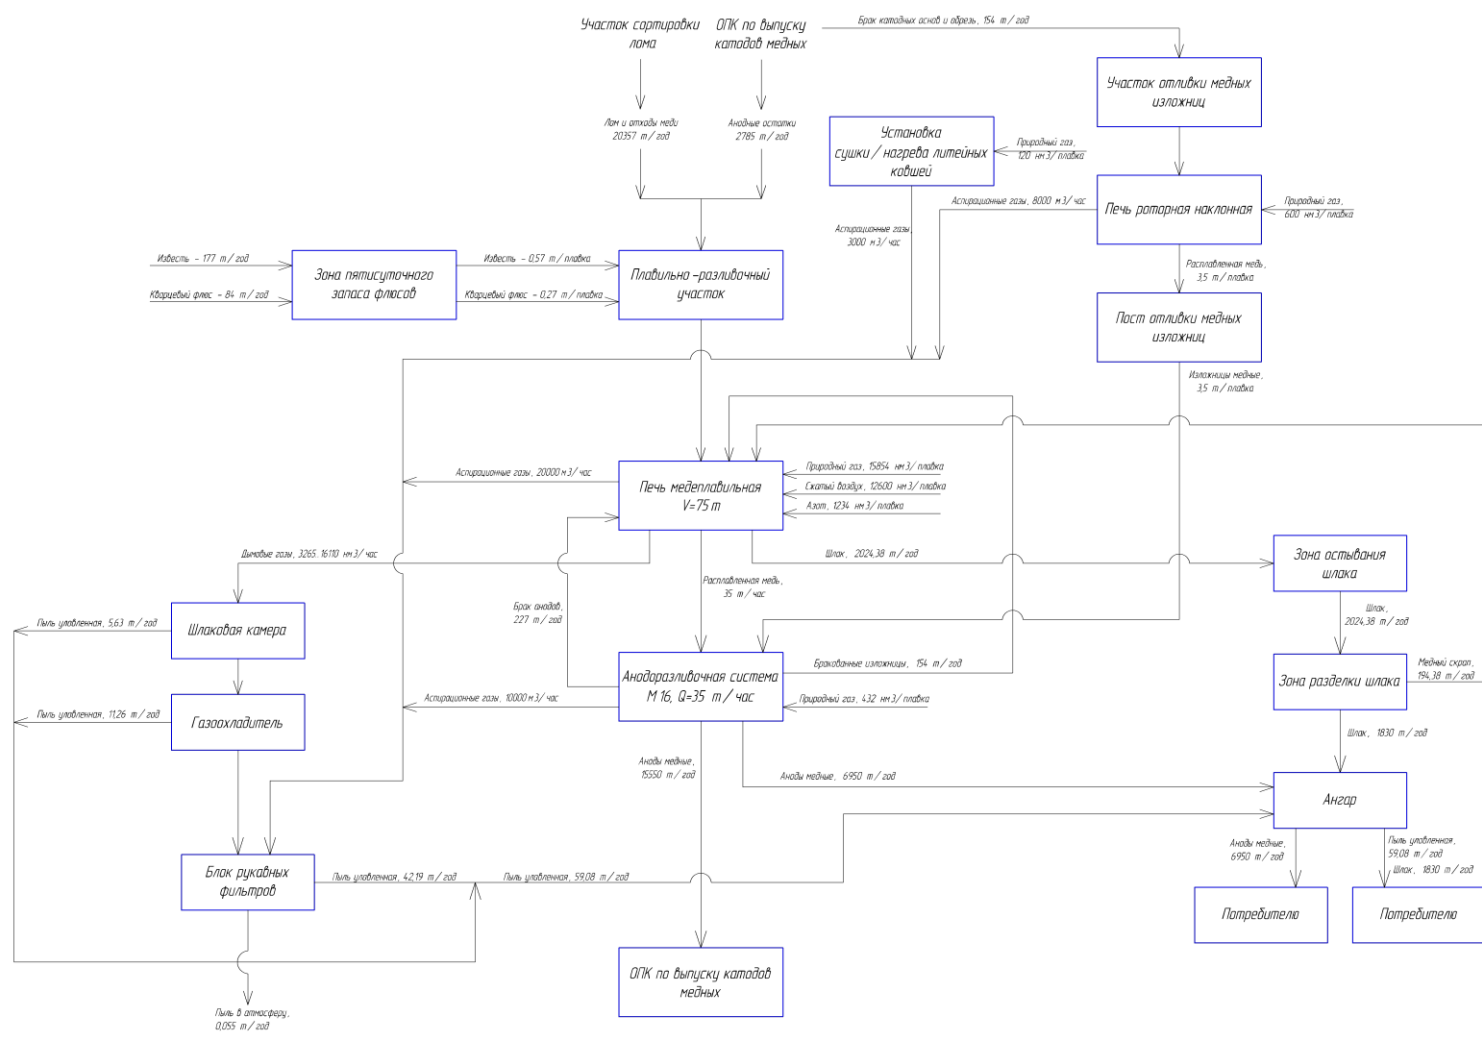 Участок сортировки
лома
ОПК по выпуску
катодов медных
Брак катодных основ и обрезь, 154 т/год
Участок отливки медных
изложниц
Лом и отходы меди
20357 т/год
Анодные остатки
2785 т/год
Установка
сушки / нагрева литейных
ковшей
Природный газ,
120 нм3/плавка
Аспирационные газы, 8000 м3/час
Печь роторная наклонная
Природный газ,
600 нм3/плавка
Аспирационные газы,
3000 м3/час
Известь - 177 т/год
Кварцевый флюс - 84 т/год
Зона пятисуточного
запаса флюсов
Известь - 0,57 т/плавка
Кварцевый флюс - 0,27 т/плавка
Плавильно-разливочный
участок
Расплавленная медь,
3,5 т/плавка
Пост отливки медных
изложниц
Изложницы медные,
3,5 т/плавка
Аспирационные газы, 20000 м3/час
Печь медеплавильная
V=75 т
Природный газ, 15854 нм3/плавка
Сжатый воздух, 12600 нм3/плавка
Азот, 1234 нм3/плавка
Дымовые газы, 3265..16110 нм3/час
Шлак, 2024,38 т/год
Зона остывания
шлака
Расплавленная медь,
35 т/час
Брак анодов,
227 т/год
Шлак,
2024,38 т/год
Пыль уловленная, 5,63 т/год
Шлаковая камера
Анодоразливочная система
М 16, Q=35 т/час
Бракованные изложницы, 154 т/год
Природный газ, 432 нм3/плавка
Зона разделки шлака
Медный скрап,
194,38 т/год
Аспирационные газы, 10000 м3/час
Пыль уловленная, 11,26 т/год
Газоохладитель
Шлак, 1830 т/год
Аноды медные,
15550 т/год
Аноды медные, 6950 т/год
Ангар
Аноды медные,
6950 т/год
Пыль уловленная,
59,08 т/год
Шлак, 1830 т/год
Блок рукавных
фильтров
Пыль уловленная, 42,19 т/год
Пыль уловленная, 59,08 т/год
Потребителю
Потребителю
ОПК по выпуску катодов
медных
Пыль в атмосферу,
0,055 т/год